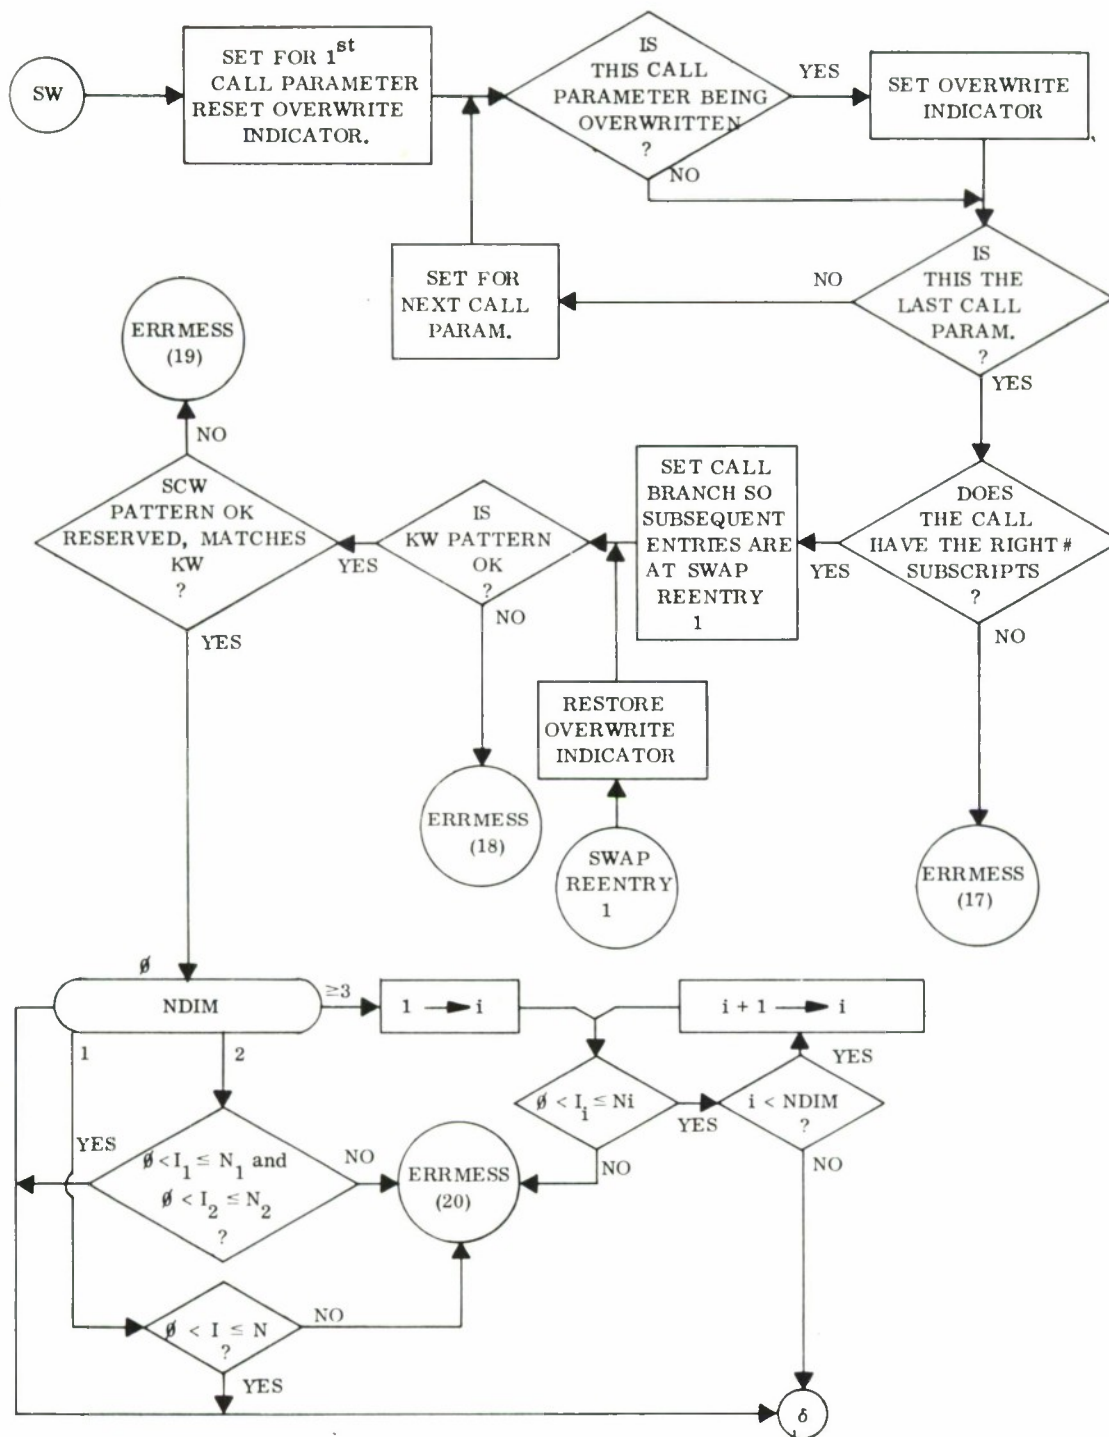 SW
SET FOR 1st
CALL PARAMETER
RESET OVERWRITE
INDICATOR.
IS
THIS CALL
PARAMETER BEING
OVERWRITTEN
?
YES
SET OVERWRITE
INDICATOR
NO
SET FOR
NEXT CALL
PARAM.
NO
IS
THIS THE
LAST CALL
PARAM.
?
YES
ERRMESS
(19)
NO
SCW
PATTERN OK
RESERVED, MATCHES
KW
?
YES
YES
IS
KW PATTERN
OK
?
NO
SET CALL
BRANCH SO
SUBSEQUENT
ENTRIES ARE
AT SWAP
REENTRY
1
YES
DOES
THE CALL
HAVE THE RIGHT #
SUBSCRIPTS
?
NO
RESTORE
OVERWRITE
INDICATOR
ERRMESS
(18)
SWAP
REENTRY
1
ERRMESS
(17)
Ø
NDIM
≥3
1 → i
i + 1 → i
1
2
YES
Ø < I_i ≤ Ni
YES
i < NDIM
?
NO
NO
YES
Ø < I_1 ≤ N_1 and
Ø < I_2 ≤ N_2
?
NO
ERRMESS
(20)
Ø < I ≤ N
?
NO
YES
δ